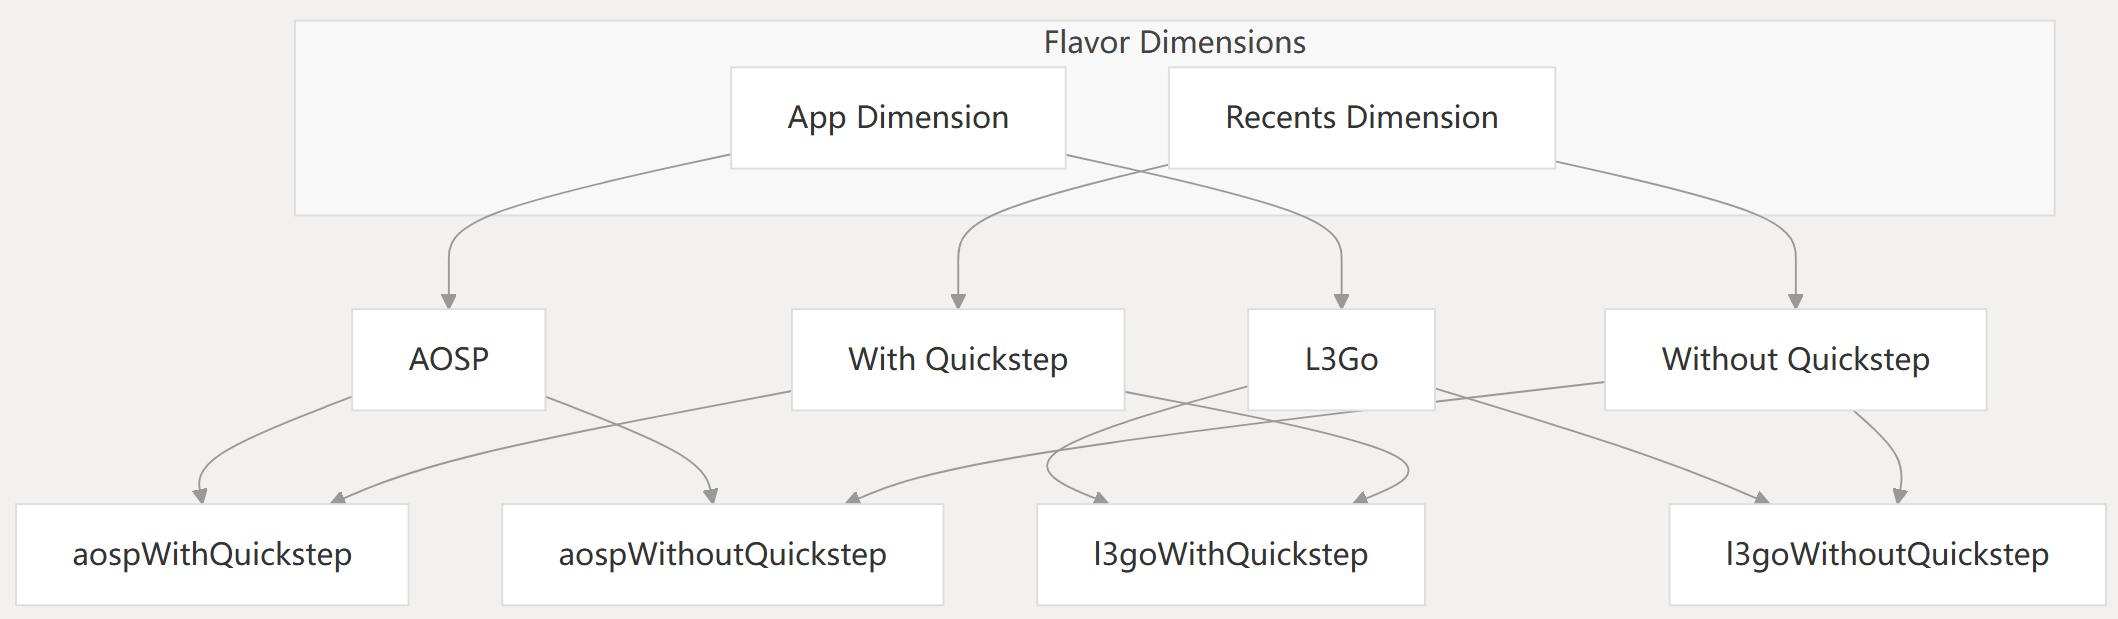 Flavor Dimensions
App Dimension
Recents Dimension
AOSP
With Quickstep
L3Go
Without Quickstep
aospWithQuickstep
aospWithoutQuickstep
l3goWithQuickstep
l3goWithoutQuickstep